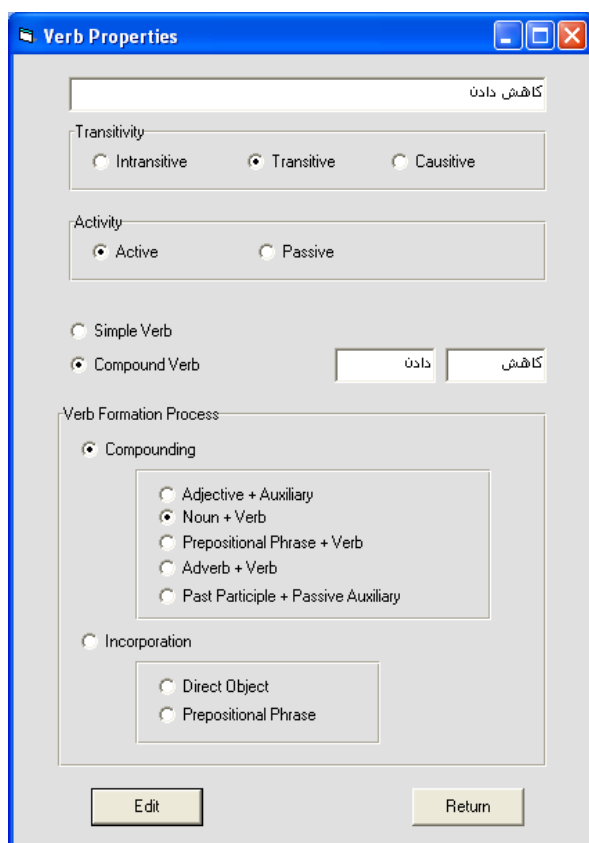 Verb Properties
کاهش دادن
Transitivity
Intransitive Transitive Causitive
Activity
Active Passive
Simple Verb
Compound Verb دادن کاهش
Verb Formation Process
Compounding
Adjective + Auxiliary
Noun + Verb
Prepositional Phrase + Verb
Adverb + Verb
Past Participle + Passive Auxiliary
Incorporation
Direct Object
Prepositional Phrase
Edit Return